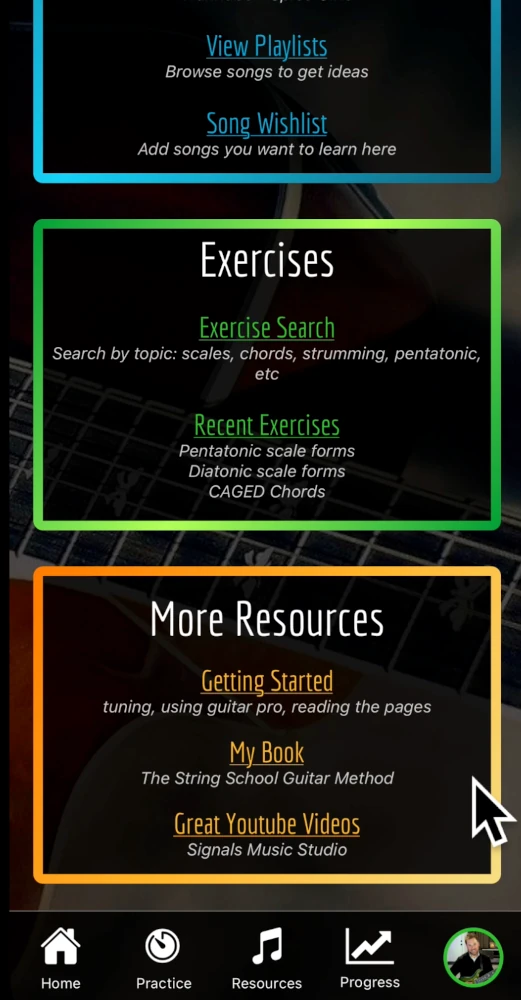 View Playlists
Browse songs to get ideas
Song Wishlist
Add songs you want to learn here
Exercises
Exercise Search
Search by topic: scales, chords, strumming, pentatonic,
etc
Recent Exercises
Pentatonic scale forms
Diatonic scale forms
CAGED Chords
More Resources
Getting Started
tuning, using guitar pro, reading the pages
My Book
The String School Guitar Method
Great Youtube Videos
Signals Music Studio
Home
Practice
Resources
Progress